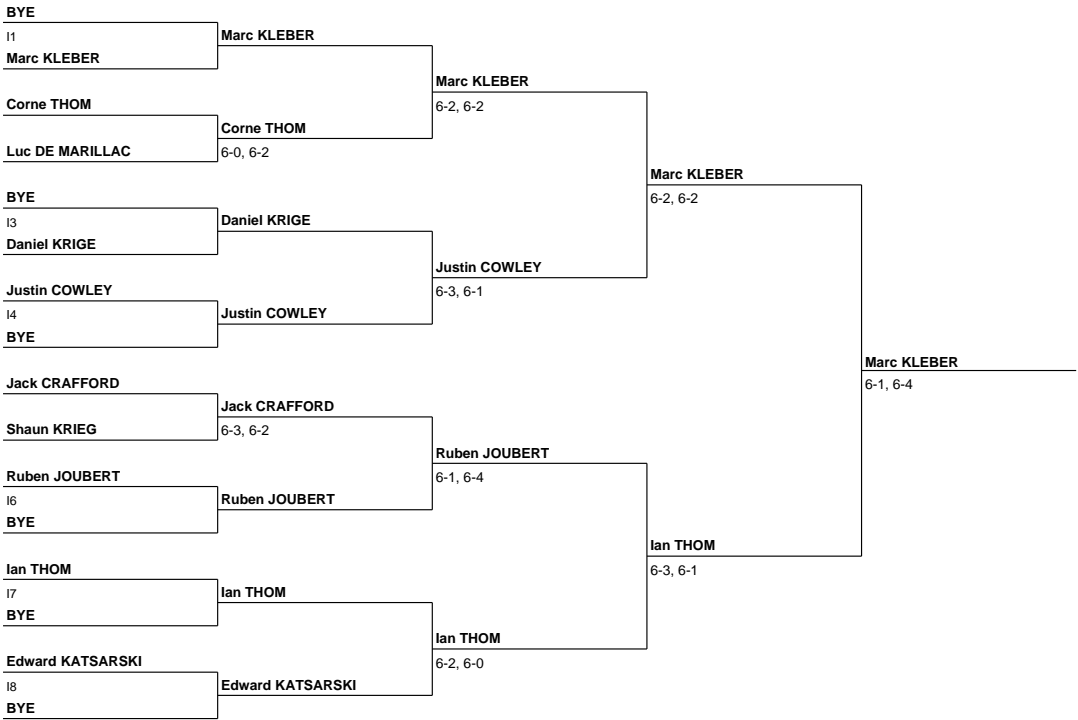 BYE
I1
Marc KLEBER
Corne THOM
Luc DE MARILLAC
BYE
I3
Daniel KRIGE
Justin COWLEY
I4
BYE
Jack CRAFFORD
Shaun KRIEG
Ruben JOUBERT
I6
BYE
Ian THOM
I7
BYE
Edward KATSARSKI
I8
BYE
Marc KLEBER
Corne THOM
6-0, 6-2
Daniel KRIGE
Justin COWLEY
Jack CRAFFORD
6-3, 6-2
Ruben JOUBERT
Ian THOM
Edward KATSARSKI
Marc KLEBER
6-2, 6-2
Justin COWLEY
6-3, 6-1
Ruben JOUBERT
6-1, 6-4
Ian THOM
6-2, 6-0
Marc KLEBER
6-2, 6-2
Ian THOM
6-3, 6-1
Marc KLEBER
6-1, 6-4